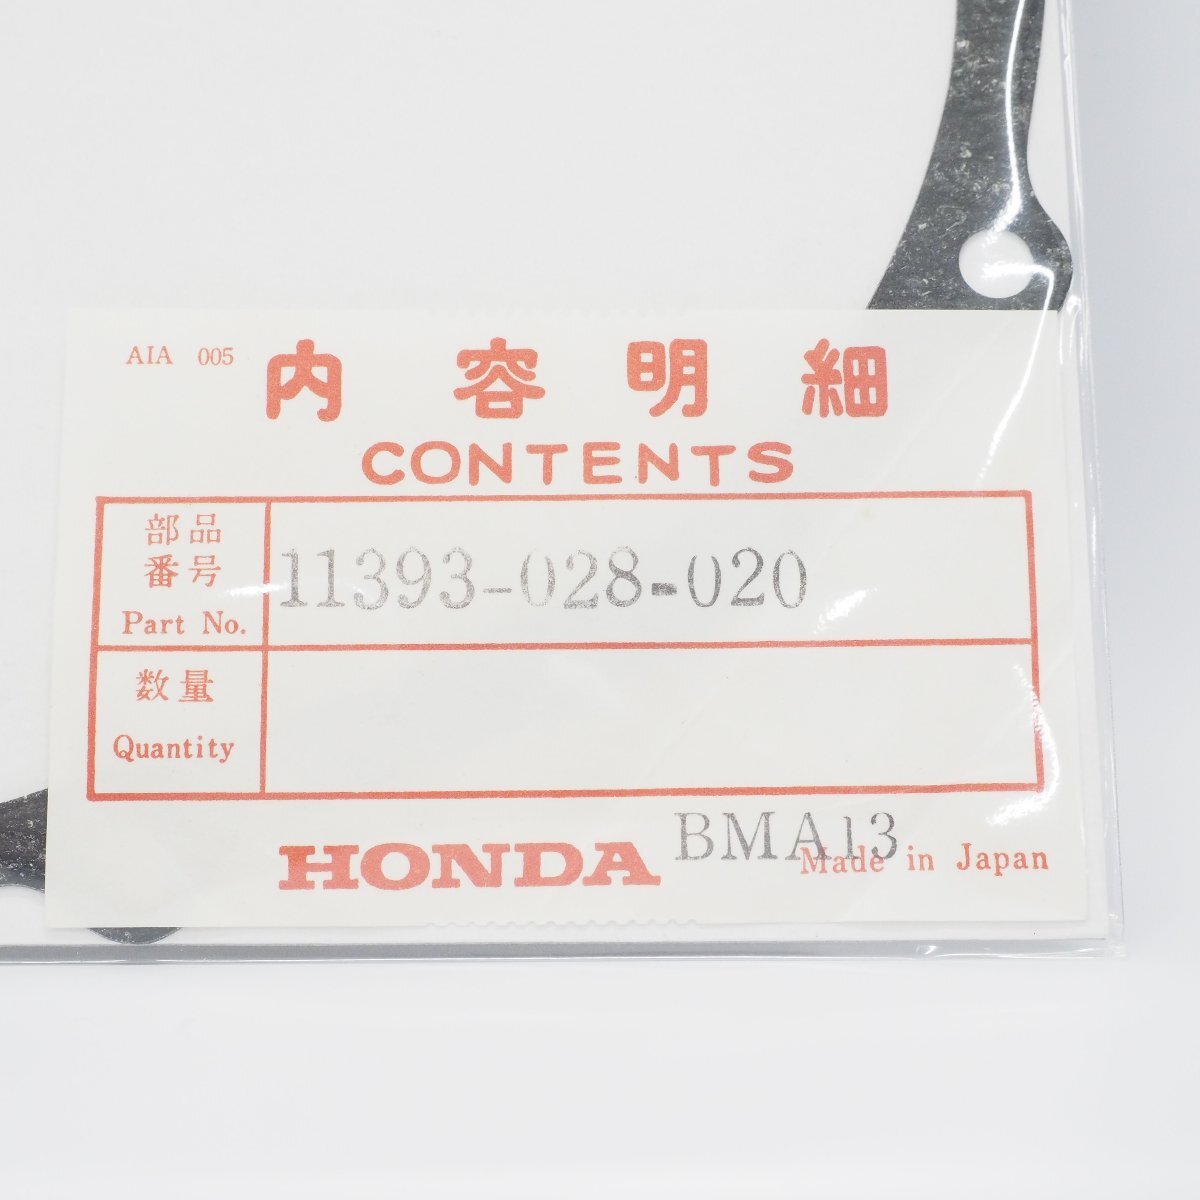 AIA 005
内容明細
CONTENTS
部品
番号
Part No.
11393-028-020
数量
Quantity
HONDA
BMA13
Made in Japan